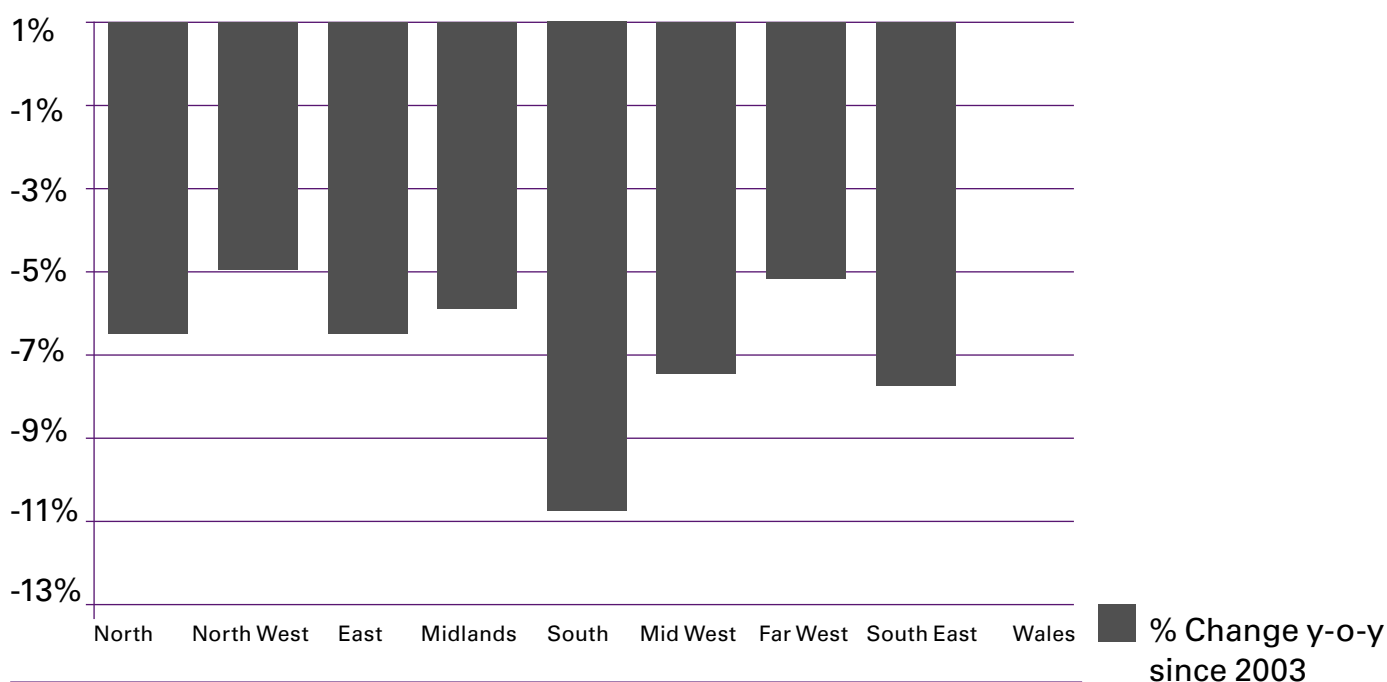 1%
-1%
-3%
-5%
-7%
-9%
-11%
-13%
North North West East Midlands South Mid West Far West South East Wales
% Change y-o-y
since 2003